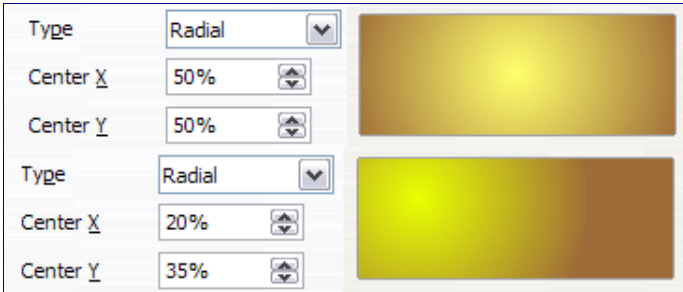 Type Radial
Center X 50%
Center Y 50%
Type Radial
Center X 20%
Center Y 35%